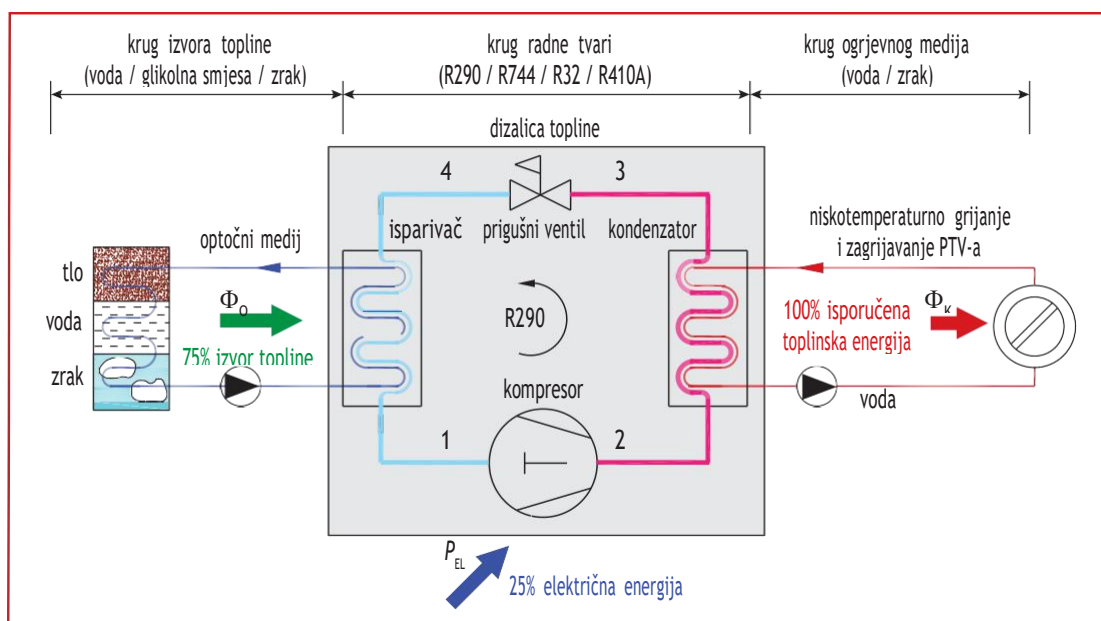 krug izvora topline
(voda / glikolna smjesa / zrak)
krug radne tvari
(R290 / R744 / R32 / R410A)
krug ogrjevnog medija
(voda / zrak)
dizalica topline
4
3
isparivač
prigušni ventil
kondenzator
optočni medij
niskotemperaturno grijanje
i zagrijavanje PTV-a
tlo
voda
zrak
Φo
75% izvor topline
R290
100% isporučena
toplinska energija
Φk
kompresor
voda
1
2
PEL
25% električna energija